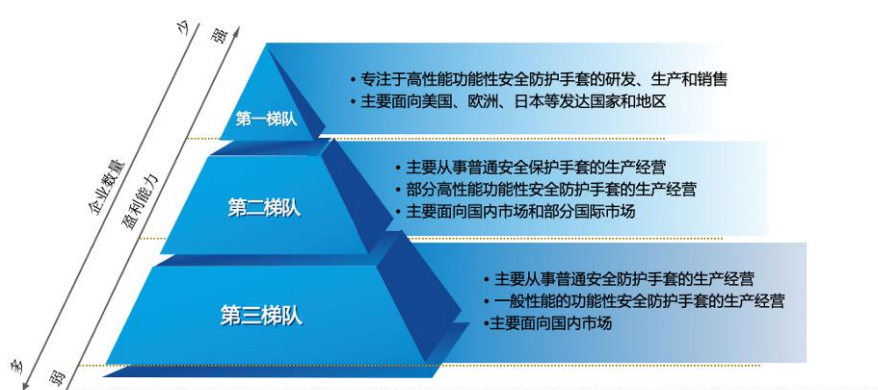 少
强
企业数量
盈利能力
多
弱
第一梯队
• 专注于高性能功能性安全防护手套的研发、生产和销售
• 主要面向美国、欧洲、日本等发达国家和地区
第二梯队
• 主要从事普通安全保护手套的生产经营
• 部分高性能功能性安全防护手套的生产经营
• 主要面向国内市场和部分国际市场
第三梯队
• 主要从事普通安全防护手套的生产经营
• 一般性能的功能性安全防护手套的生产经营
•主要面向国内市场